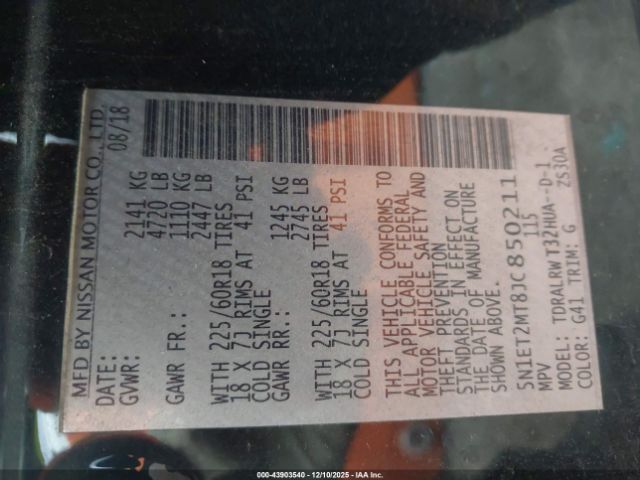 MFD BY NISSAN MOTOR CO., LTD.
DATE: 08/18
GVWR: 2141 KG
4720 LB
GAWR FR.: 1110 KG
2447 LB
WITH 225/60R18 TIRES
18 X 7J RIMS AT 41 PSI
COLD SINGLE
GAWR RR.: 1245 KG
2745 LB
WITH 225/60R18 TIRES
18 X 7J RIMS AT 41 PSI
COLD SINGLE
THIS VEHICLE CONFORMS TO
ALL APPLICABLE FEDERAL
MOTOR VEHICLE SAFETY AND
THEFT PREVENTION
STANDARDS IN EFFECT ON
THE DATE OF MANUFACTURE
SHOWN ABOVE.
5N1ET2MT8JC850211
MPV 115
MODEL: TDRALRW T32HUA--D-1
COLOR: G41 TRIM: G ZS30A
000-43903540 - 12/10/2025 - IAA Inc.